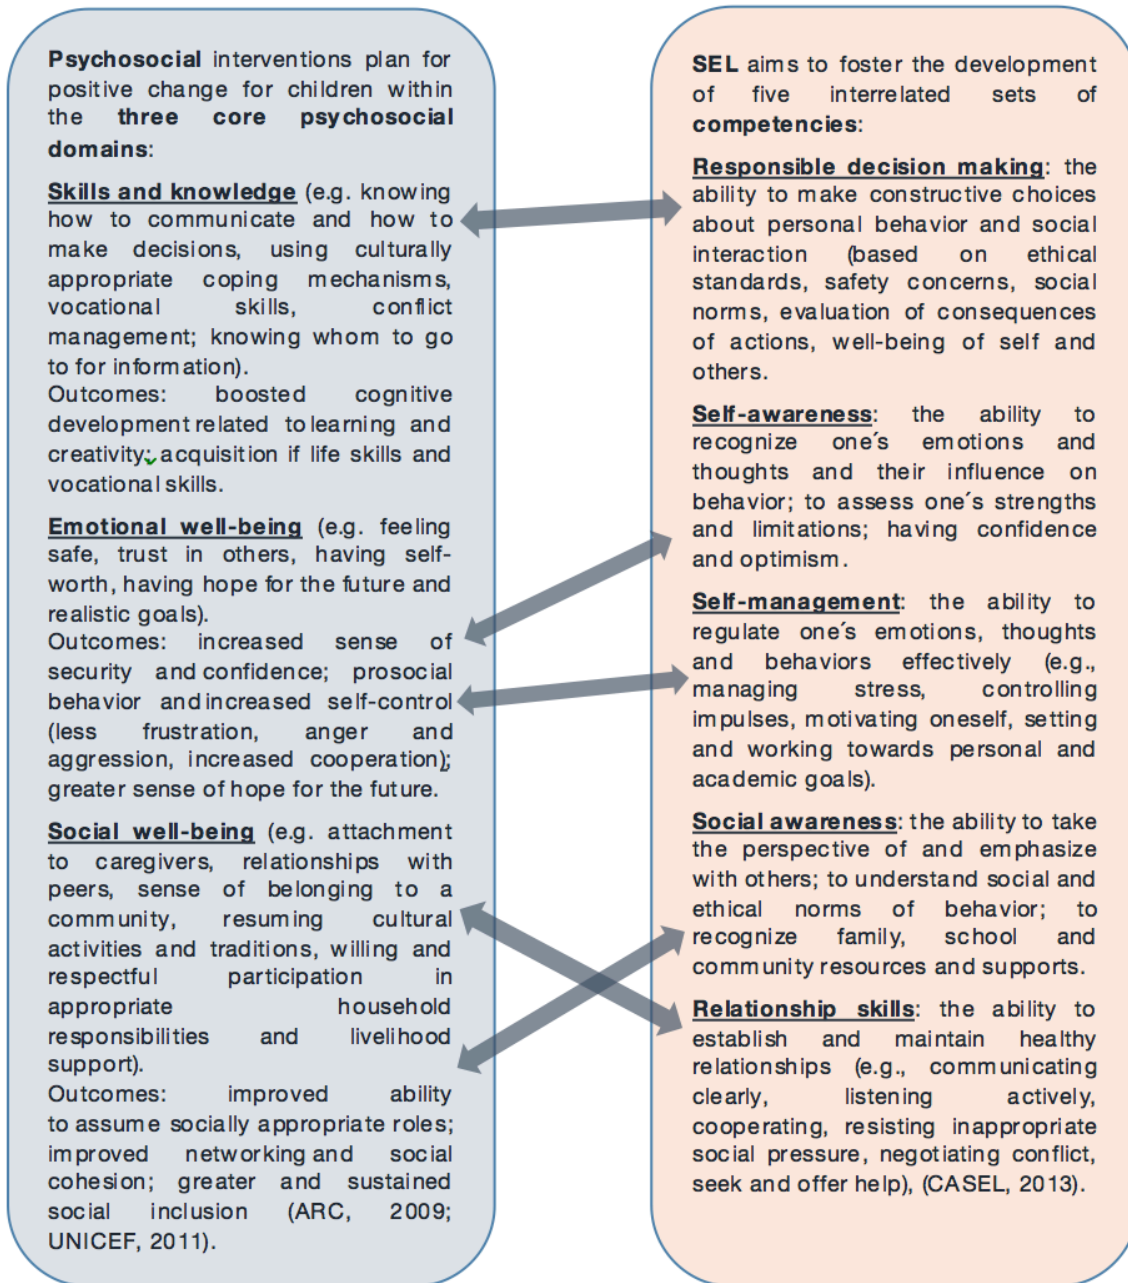 Psychosocial interventions plan for
positive change for children within
the three core psychosocial
domains:
Skills and knowledge (e.g. knowing
how to communicate and how to
make decisions, using culturally
appropriate coping mechanisms,
vocational skills, conflict
management; knowing whom to go
to for information).
Outcomes: boosted cognitive
development related to learning and
creativity; acquisition if life skills and
vocational skills.
Emotional well-being (e.g. feeling
safe, trust in others, having self-
worth, having hope for the future and
realistic goals).
Outcomes: increased sense of
security and confidence; prosocial
behavior and increased self-control
(less frustration, anger and
aggression, increased cooperation);
greater sense of hope for the future.
Social well-being (e.g. attachment
to caregivers, relationships with
peers, sense of belonging to a
community, resuming cultural
activities and traditions, willing and
respectful participation in
appropriate household
responsibilities and livelihood
support).
Outcomes: improved ability
to assume socially appropriate roles;
improved networking and social
cohesion; greater and sustained
social inclusion (ARC, 2009;
UNICEF, 2011).
SEL aims to foster the development
of five interrelated sets of
competencies:
Responsible decision making: the
ability to make constructive choices
about personal behavior and social
interaction (based on ethical
standards, safety concerns, social
norms, evaluation of consequences
of actions, well-being of self and
others.
Self-awareness: the ability to
recognize one´s emotions and
thoughts and their influence on
behavior; to assess one´s strengths
and limitations; having confidence
and optimism.
Self-management: the ability to
regulate one´s emotions, thoughts
and behaviors effectively (e.g.,
managing stress, controlling
impulses, motivating oneself, setting
and working towards personal and
academic goals).
Social awareness: the ability to take
the perspective of and emphasize
with others; to understand social and
ethical norms of behavior; to
recognize family, school and
community resources and supports.
Relationship skills: the ability to
establish and maintain healthy
relationships (e.g., communicating
clearly, listening actively,
cooperating, resisting inappropriate
social pressure, negotiating conflict,
seek and offer help), (CASEL, 2013).